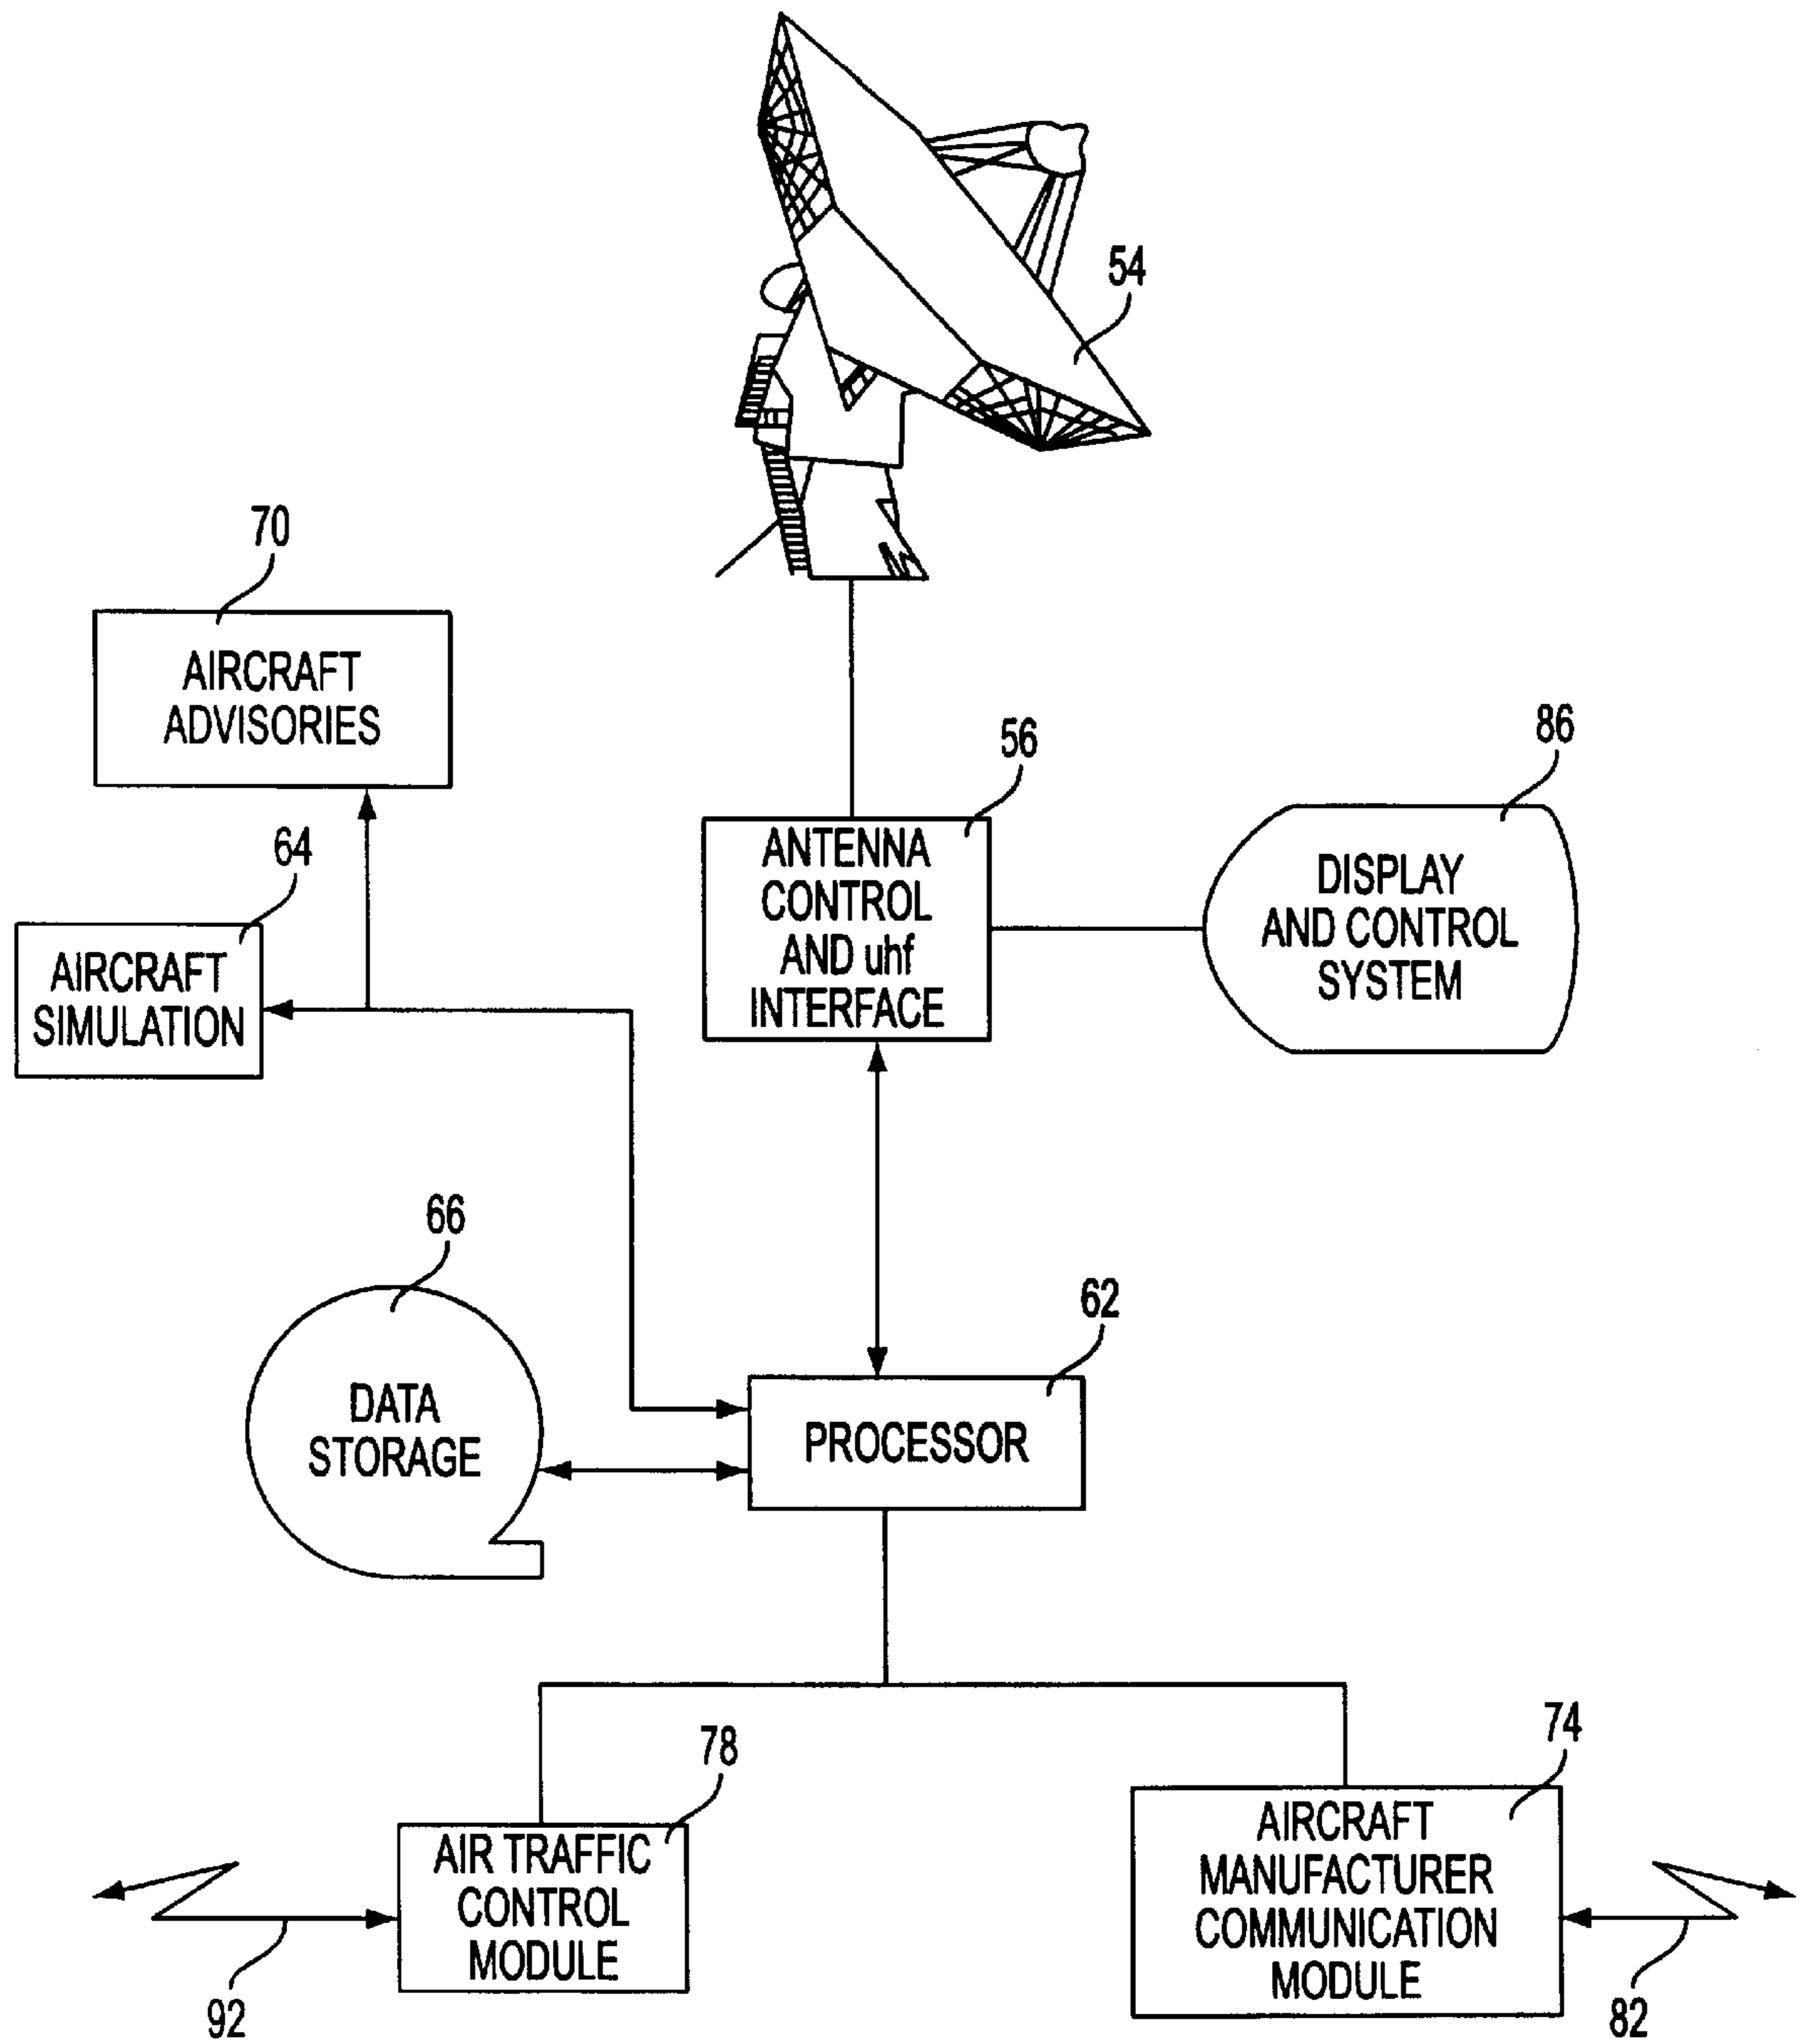 54
70
AIRCRAFT
ADVISORIES
56
86
64
ANTENNA
CONTROL
AND uhf
INTERFACE
DISPLAY
AND CONTROL
SYSTEM
AIRCRAFT
SIMULATION
66
62
DATA
STORAGE
PROCESSOR
78
74
AIR TRAFFIC
CONTROL
MODULE
AIRCRAFT
MANUFACTURER
COMMUNICATION
MODULE
92
82